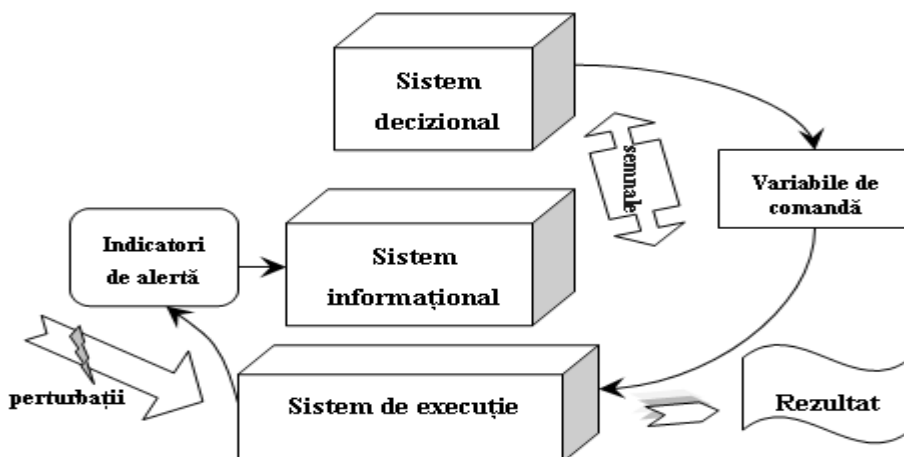 Sistem
decizional
semnale
Variabile de
comandă
Indicatori
de alertă
Sistem
informațional
perturbații
Sistem de execuție
Rezultat